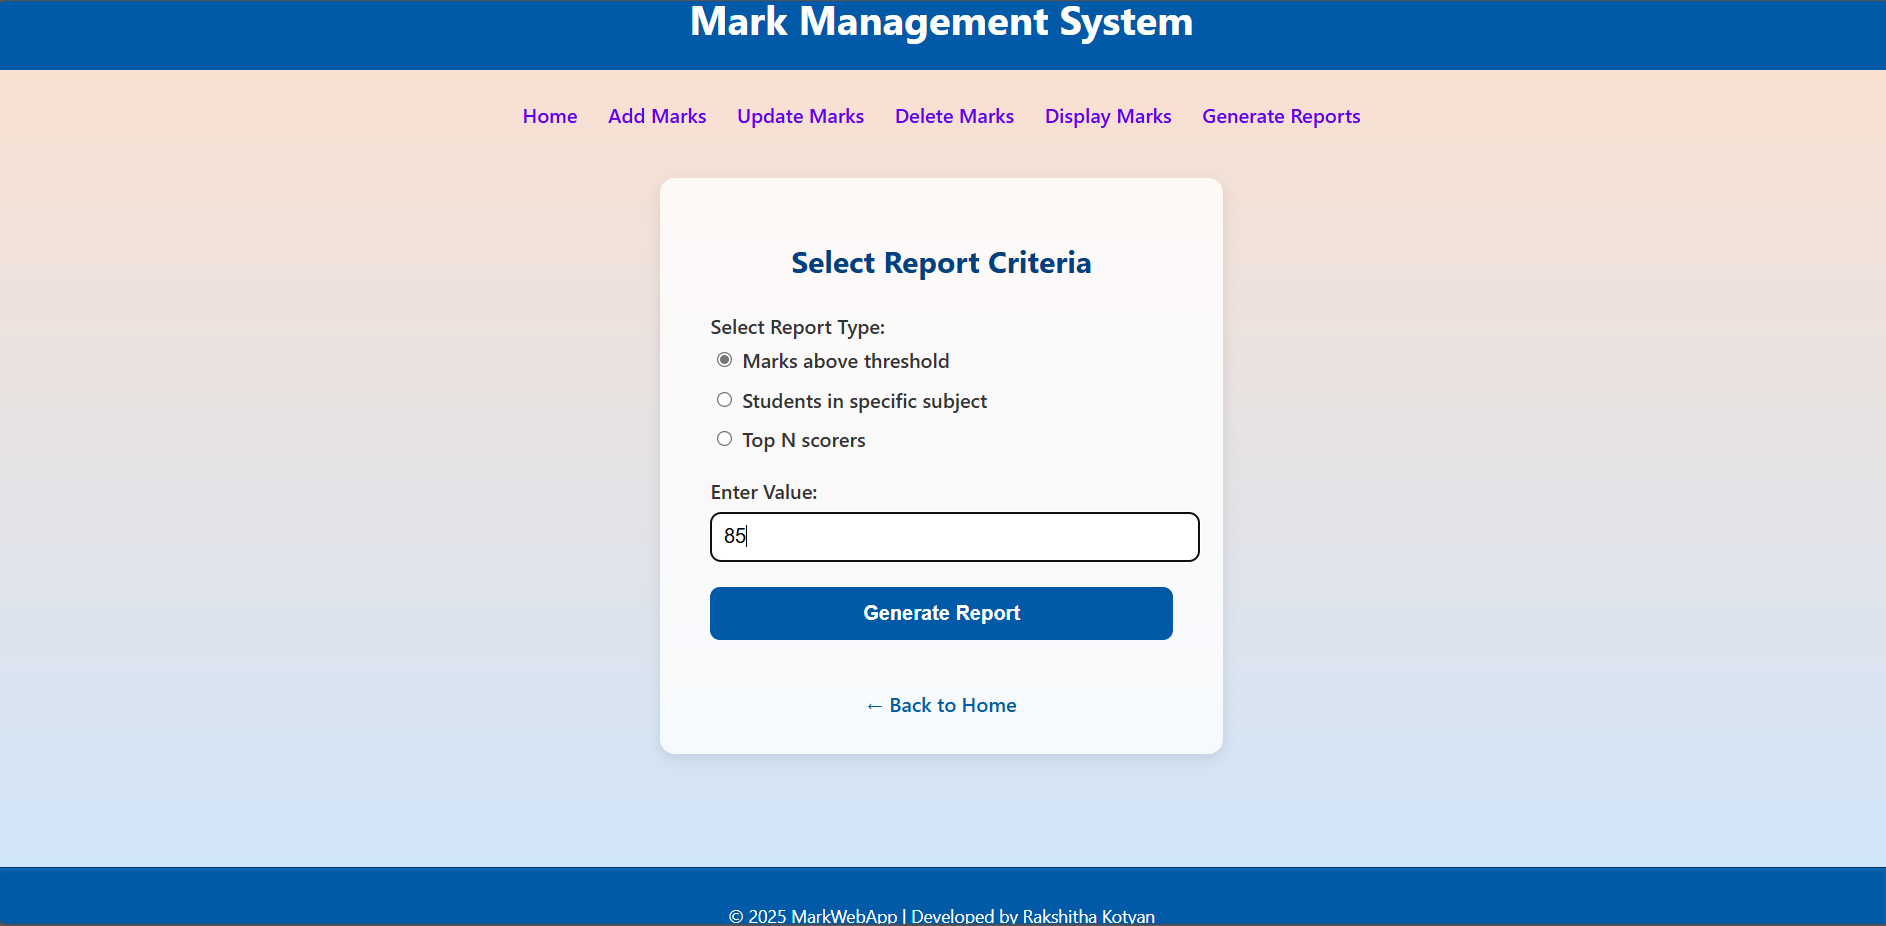 Mark Management System
Home Add Marks Update Marks Delete Marks Display Marks Generate Reports
Select Report Criteria
Select Report Type:
Marks above threshold
Students in specific subject
Top N scorers
Enter Value:
85
Generate Report
← Back to Home
© 2025 MarkWebApp | Developed by Rakshitha Kotyan